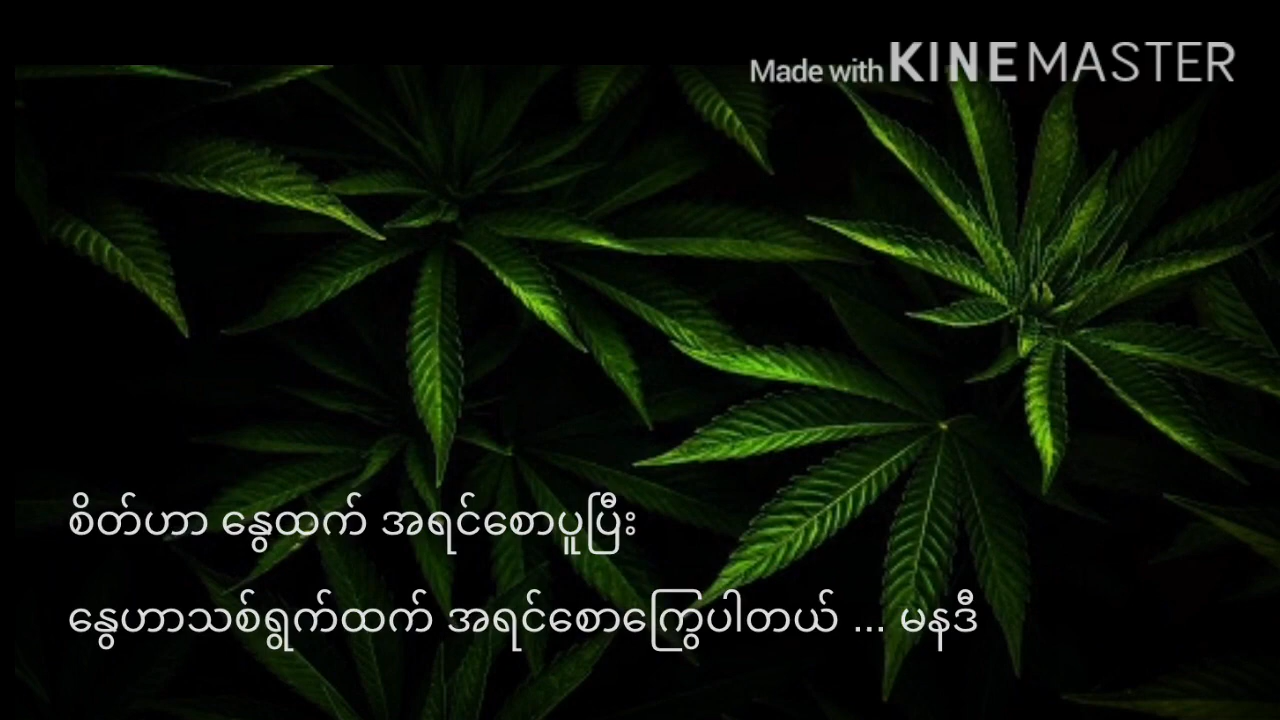 Made with KINEMASTER
စိတ်ဟာ နွေထက် အရင်စောပူပြီး
နွေဟာသစ်ရွက်ထက် အရင်စောကြွေပါတယ် ... မနဒီ